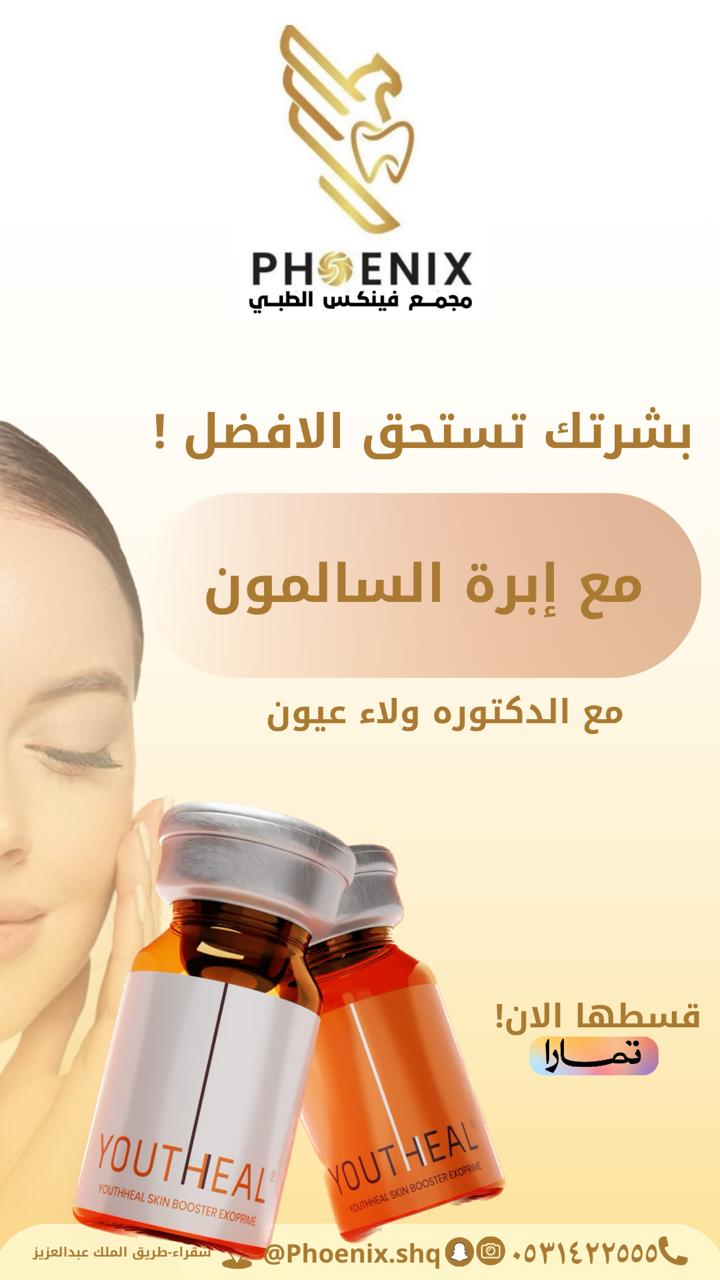 PHOENIX
مجمع فينكس الطبي
بشرتك تستحق الافضل !
مع إبرة السالمون
مع الدكتوره ولاء عيون
قسطها الان!
تمارا
YOUTHEAL®
YOUTHHEAL SKIN BOOSTER EXOPRIME
YOUTHEAL®
YOUTHHEAL SKIN BOOSTER EXOPRIME
٠٥٣١٤٢٢٥٥٥
@Phoenix.shq
شقراء-طريق الملك عبدالعزيز